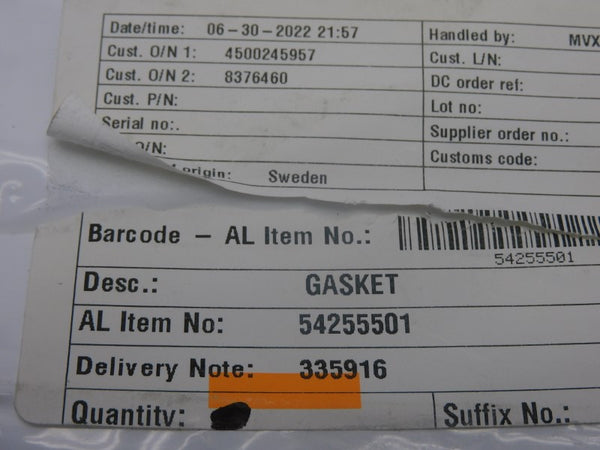 Date/time: 06-30-2022 21:57 Handled by: MVX
Cust. O/N 1: 4500245957 Cust. L/N:
Cust. O/N 2: 8376460 DC order ref:
Cust. P/N: Lot no:
Serial no:. Supplier order no.:
O/N: Customs code:
origin: Sweden
Barcode - AL Item No.:
54255501
Desc.: GASKET
AL Item No: 54255501
Delivery Note: 335916
Quantity: Suffix No.: